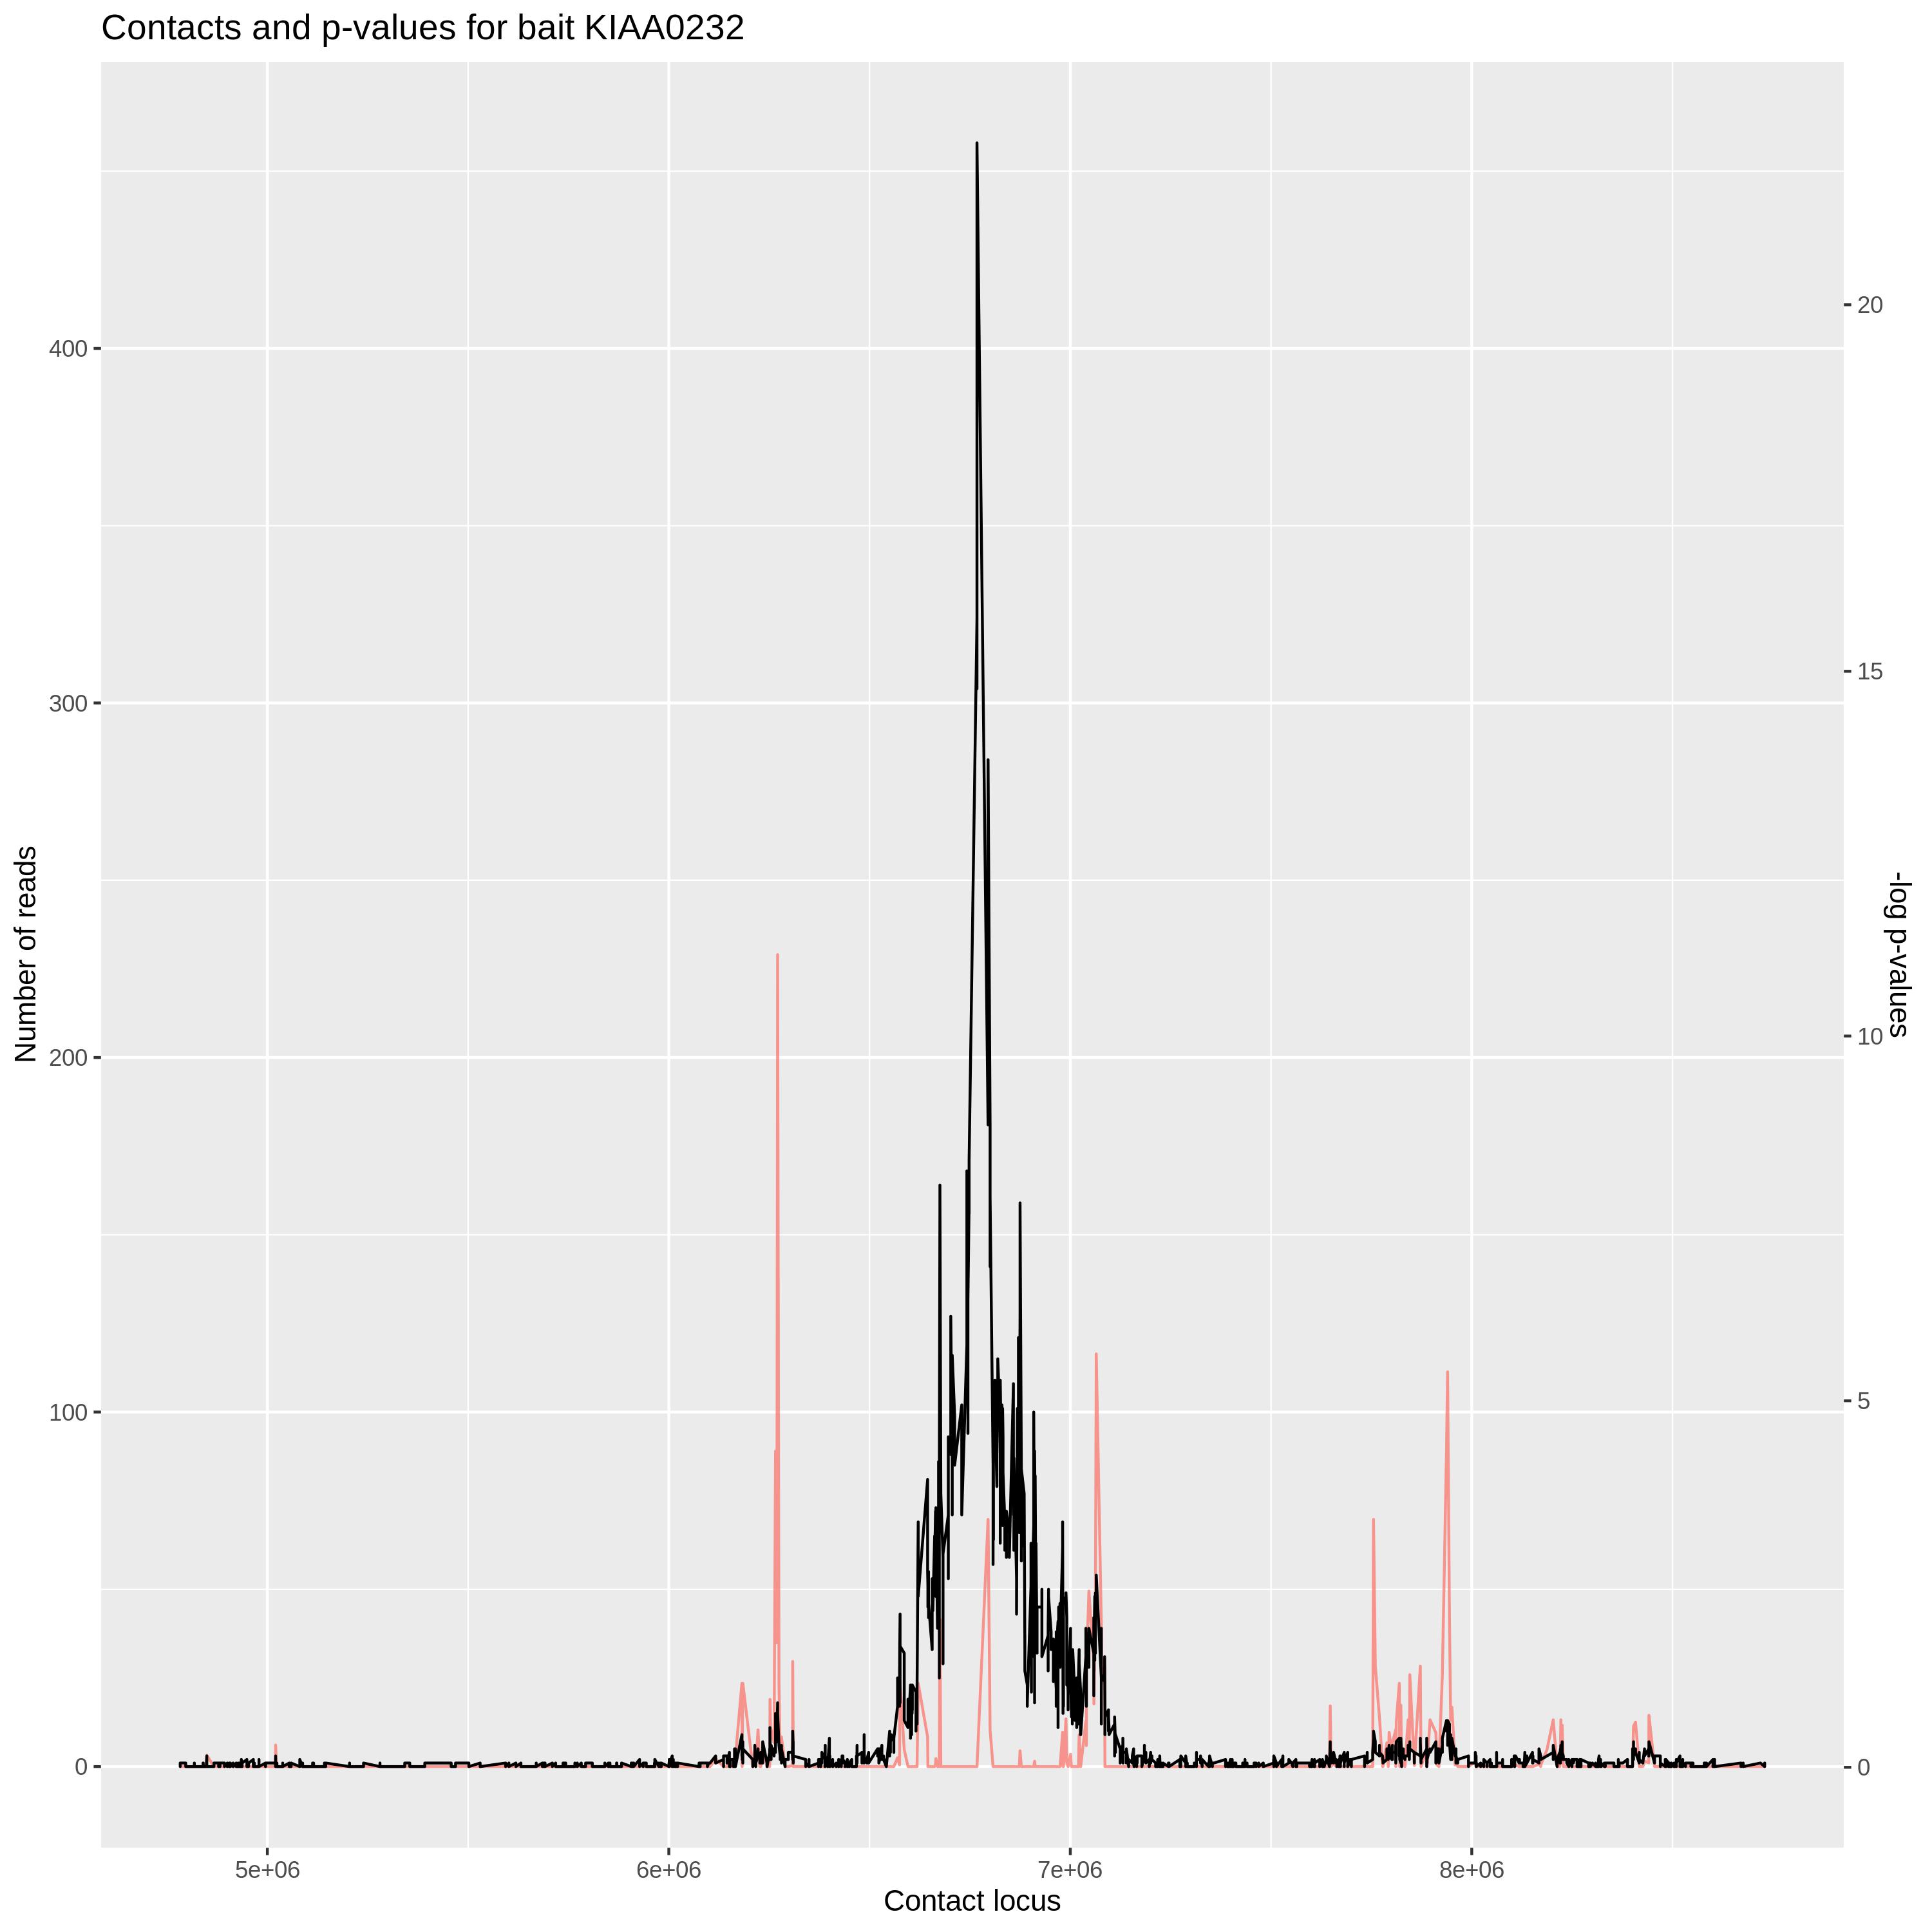 Contacts and p-values for bait KIAA0232
Number of reads
400
300
200
100
0
20
15
10
5
0
-log p-values
5e+06
6e+06
7e+06
8e+06
Contact locus